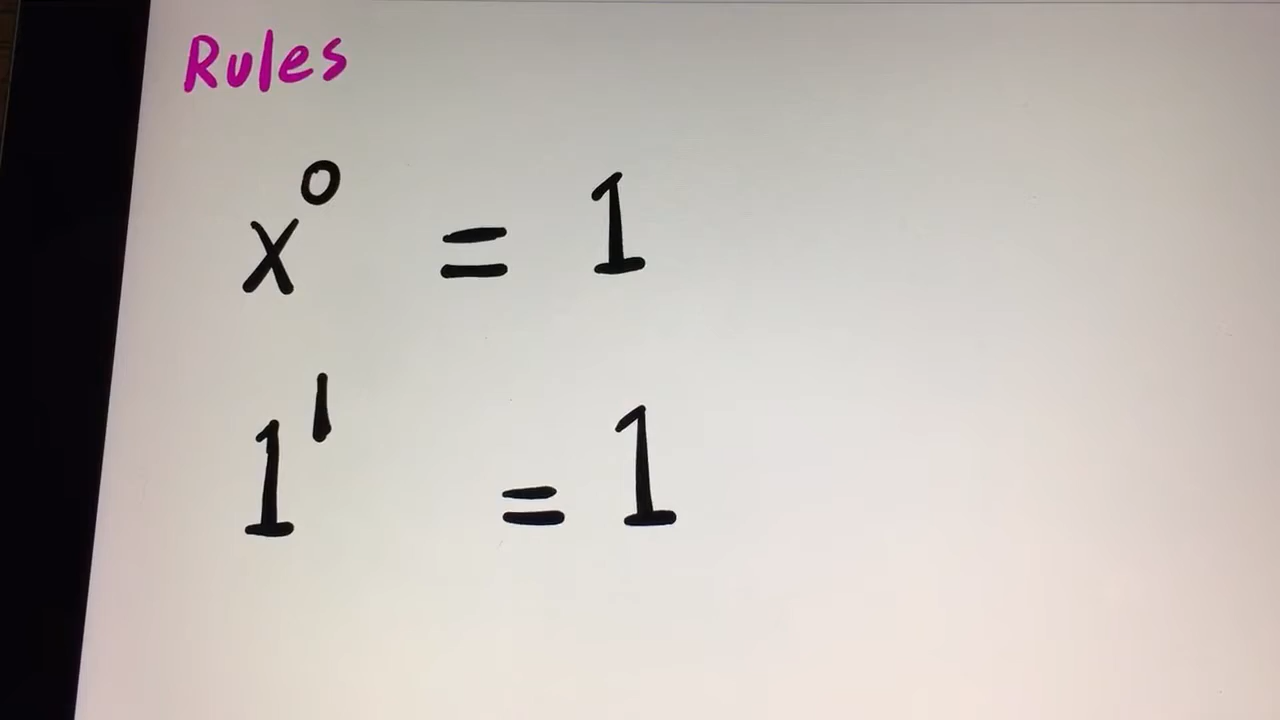 Rules
x⁰ = 1
1¹ = 1